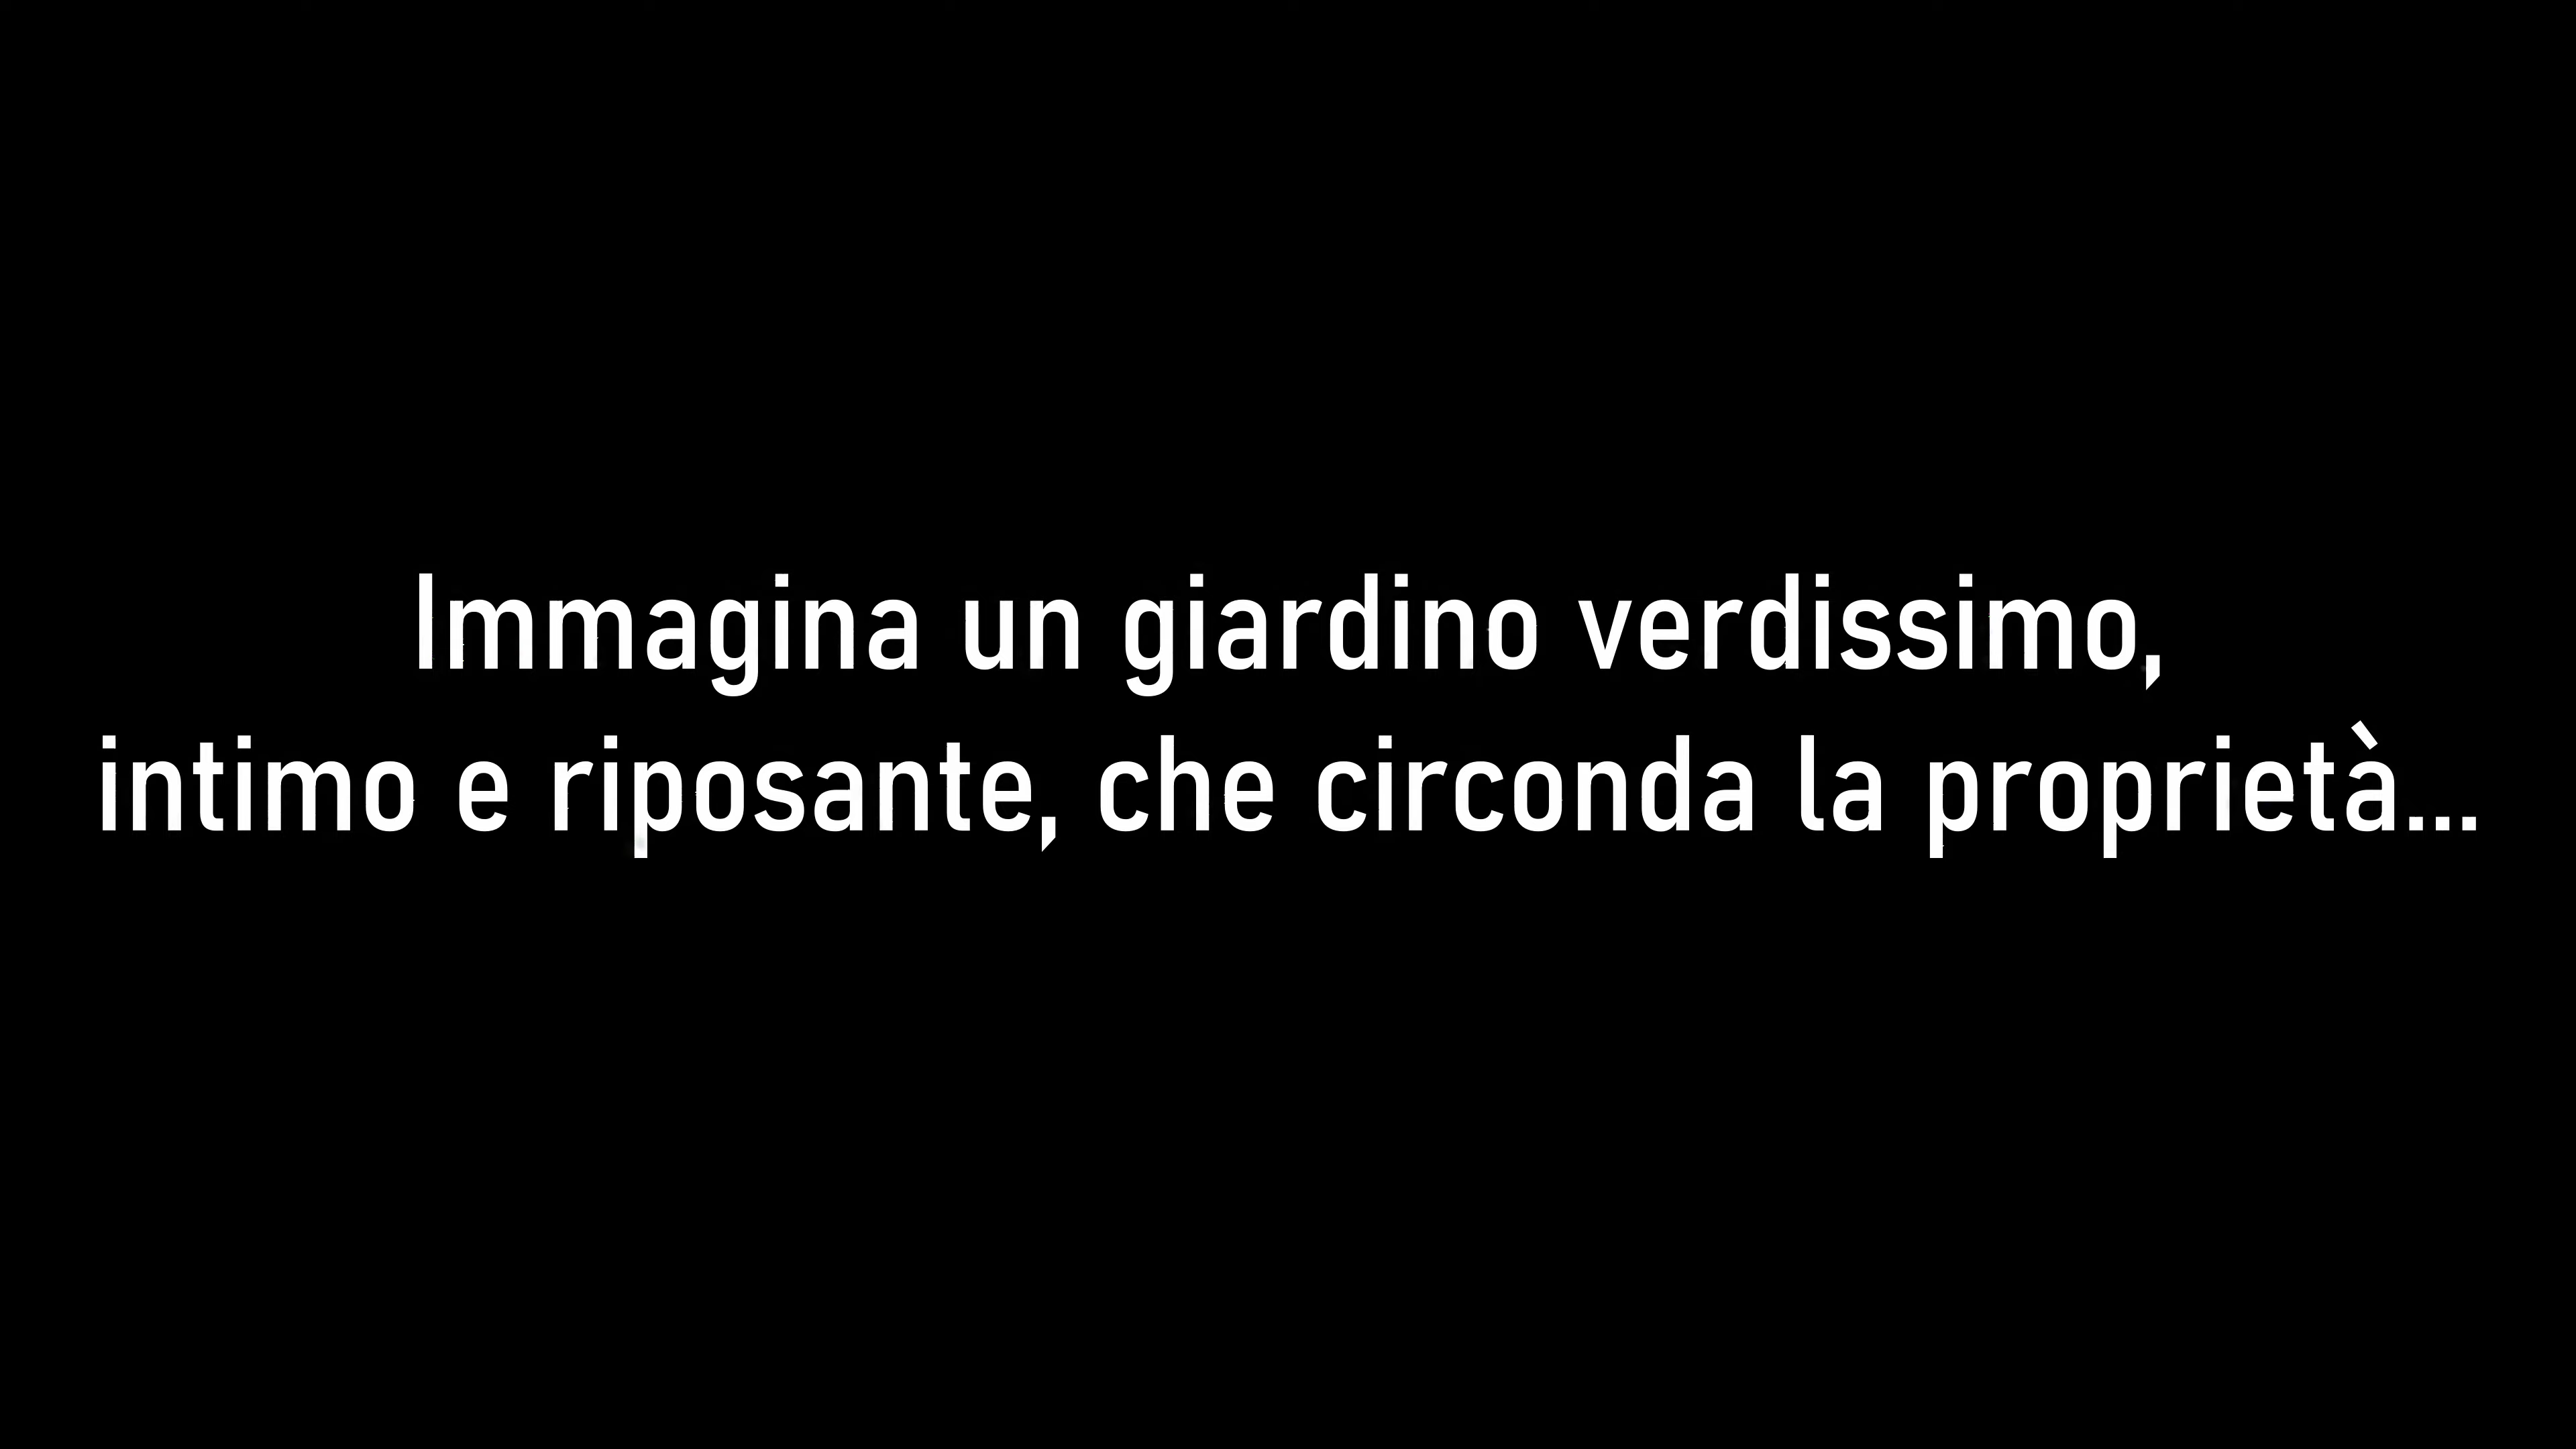 Immagina un giardino verdissimo,
intimo e riposante, che circonda la proprietà...